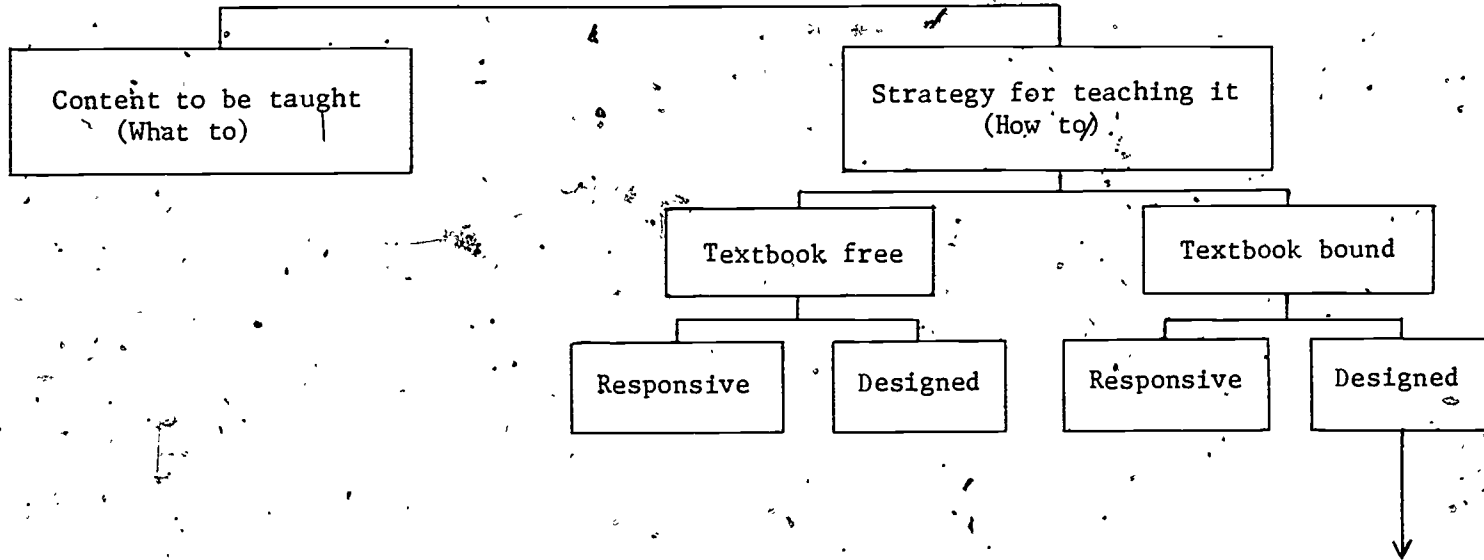 Content to be taught
(What to)
Strategy for teaching it
(How to)
Textbook free
Textbook bound
Responsive
Designed
Responsive
Designed